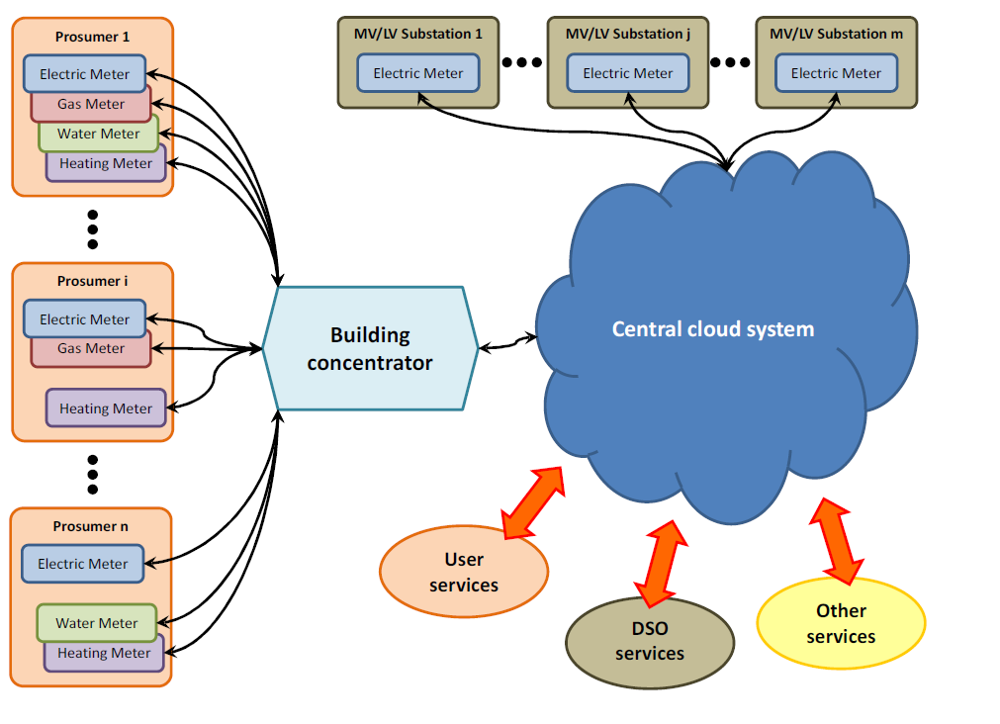 Prosumer 1
Electric Meter
Gas Meter
Water Meter
Heating Meter
Prosumer i
Electric Meter
Gas Meter
Heating Meter
Prosumer n
Electric Meter
Water Meter
Heating Meter
Building
concentrator
MV/LV Substation 1
Electric Meter
MV/LV Substation j
Electric Meter
MV/LV Substation m
Electric Meter
Central cloud system
User
services
DSO
services
Other
services